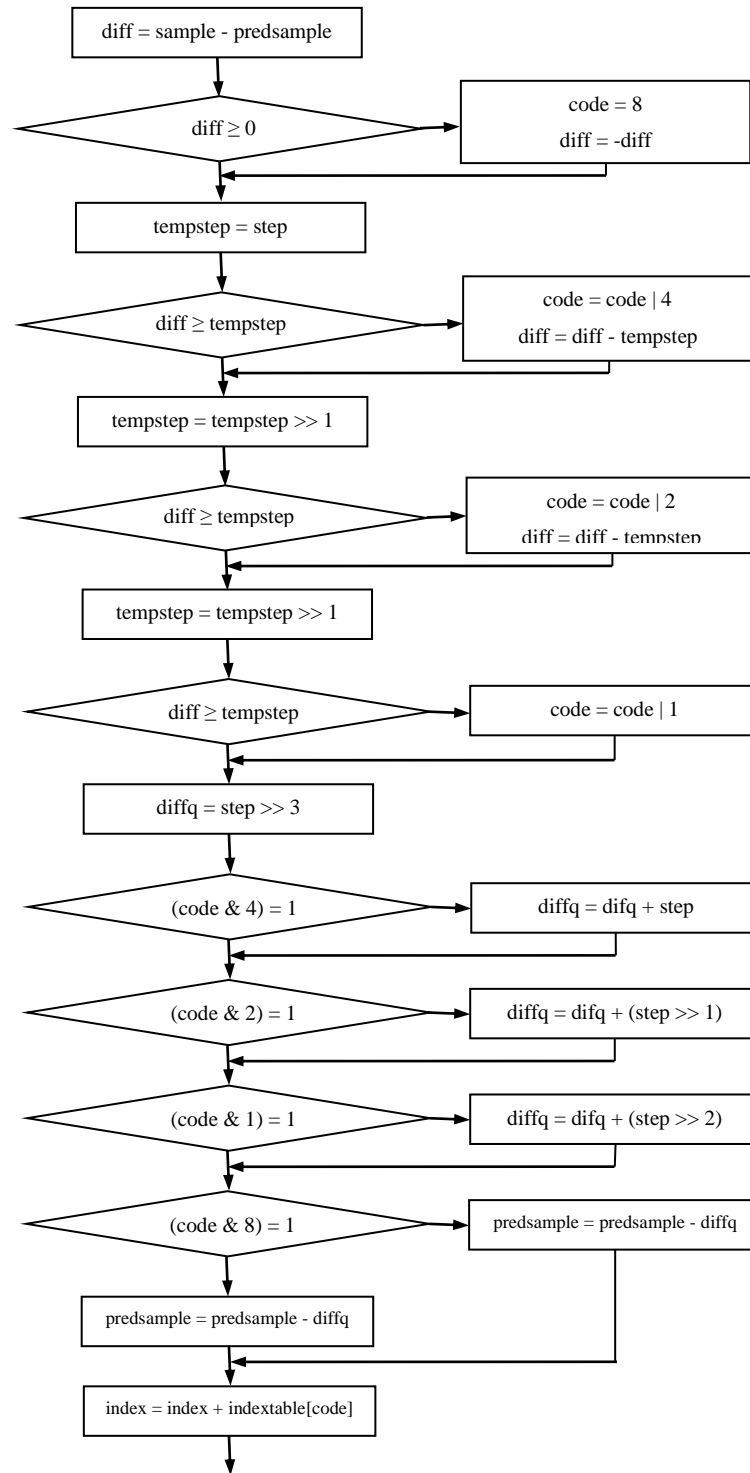 diff = sample - predsample
diff ≥ 0
code = 8
diff = -diff
tempstep = step
diff ≥ tempstep
code = code | 4
diff = diff - tempstep
tempstep = tempstep >> 1
diff ≥ tempstep
code = code | 2
diff = diff - tempstep
tempstep = tempstep >> 1
diff ≥ tempstep
code = code | 1
diffq = step >> 3
(code & 4) = 1
diffq = difq + step
(code & 2) = 1
diffq = difq + (step >> 1)
(code & 1) = 1
diffq = difq + (step >> 2)
(code & 8) = 1
predsample = predsample - diffq
predsample = predsample - diffq
index = index + indextable[code]